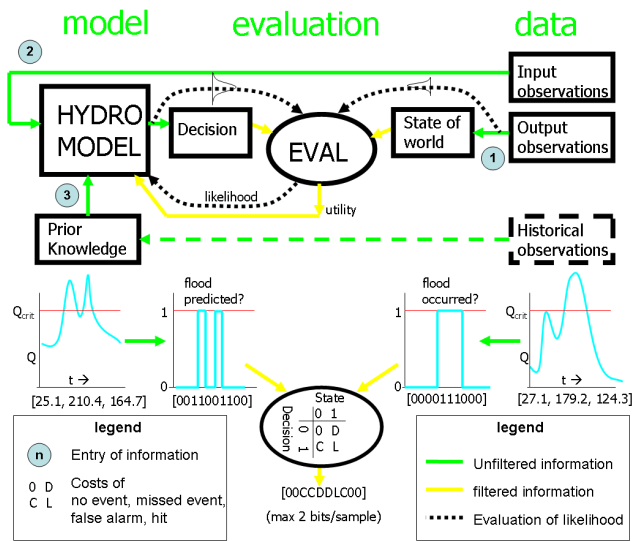 model evaluation data
2
Input
observations
HYDRO
MODEL
Decision
EVAL
State of
world
Output
observations
1
likelihood
3
utility
Prior
Knowledge
Historical
observations
Qcrit
Q
t →
[25.1, 210.4, 164.7]
flood
predicted?
1
0
[0011001100]
flood
occurred?
1
0
[0000111000]
Qcrit
Q
t →
[27.1, 179.2, 124.3]
State
Decision
0 1
0 0 D
1 C L
[00CCDDLC00]
(max 2 bits/sample)
legend
n Entry of information
0 D Costs of
C L no event, missed event,
false alarm, hit
legend
Unfiltered information
filtered information
Evaluation of likelihood